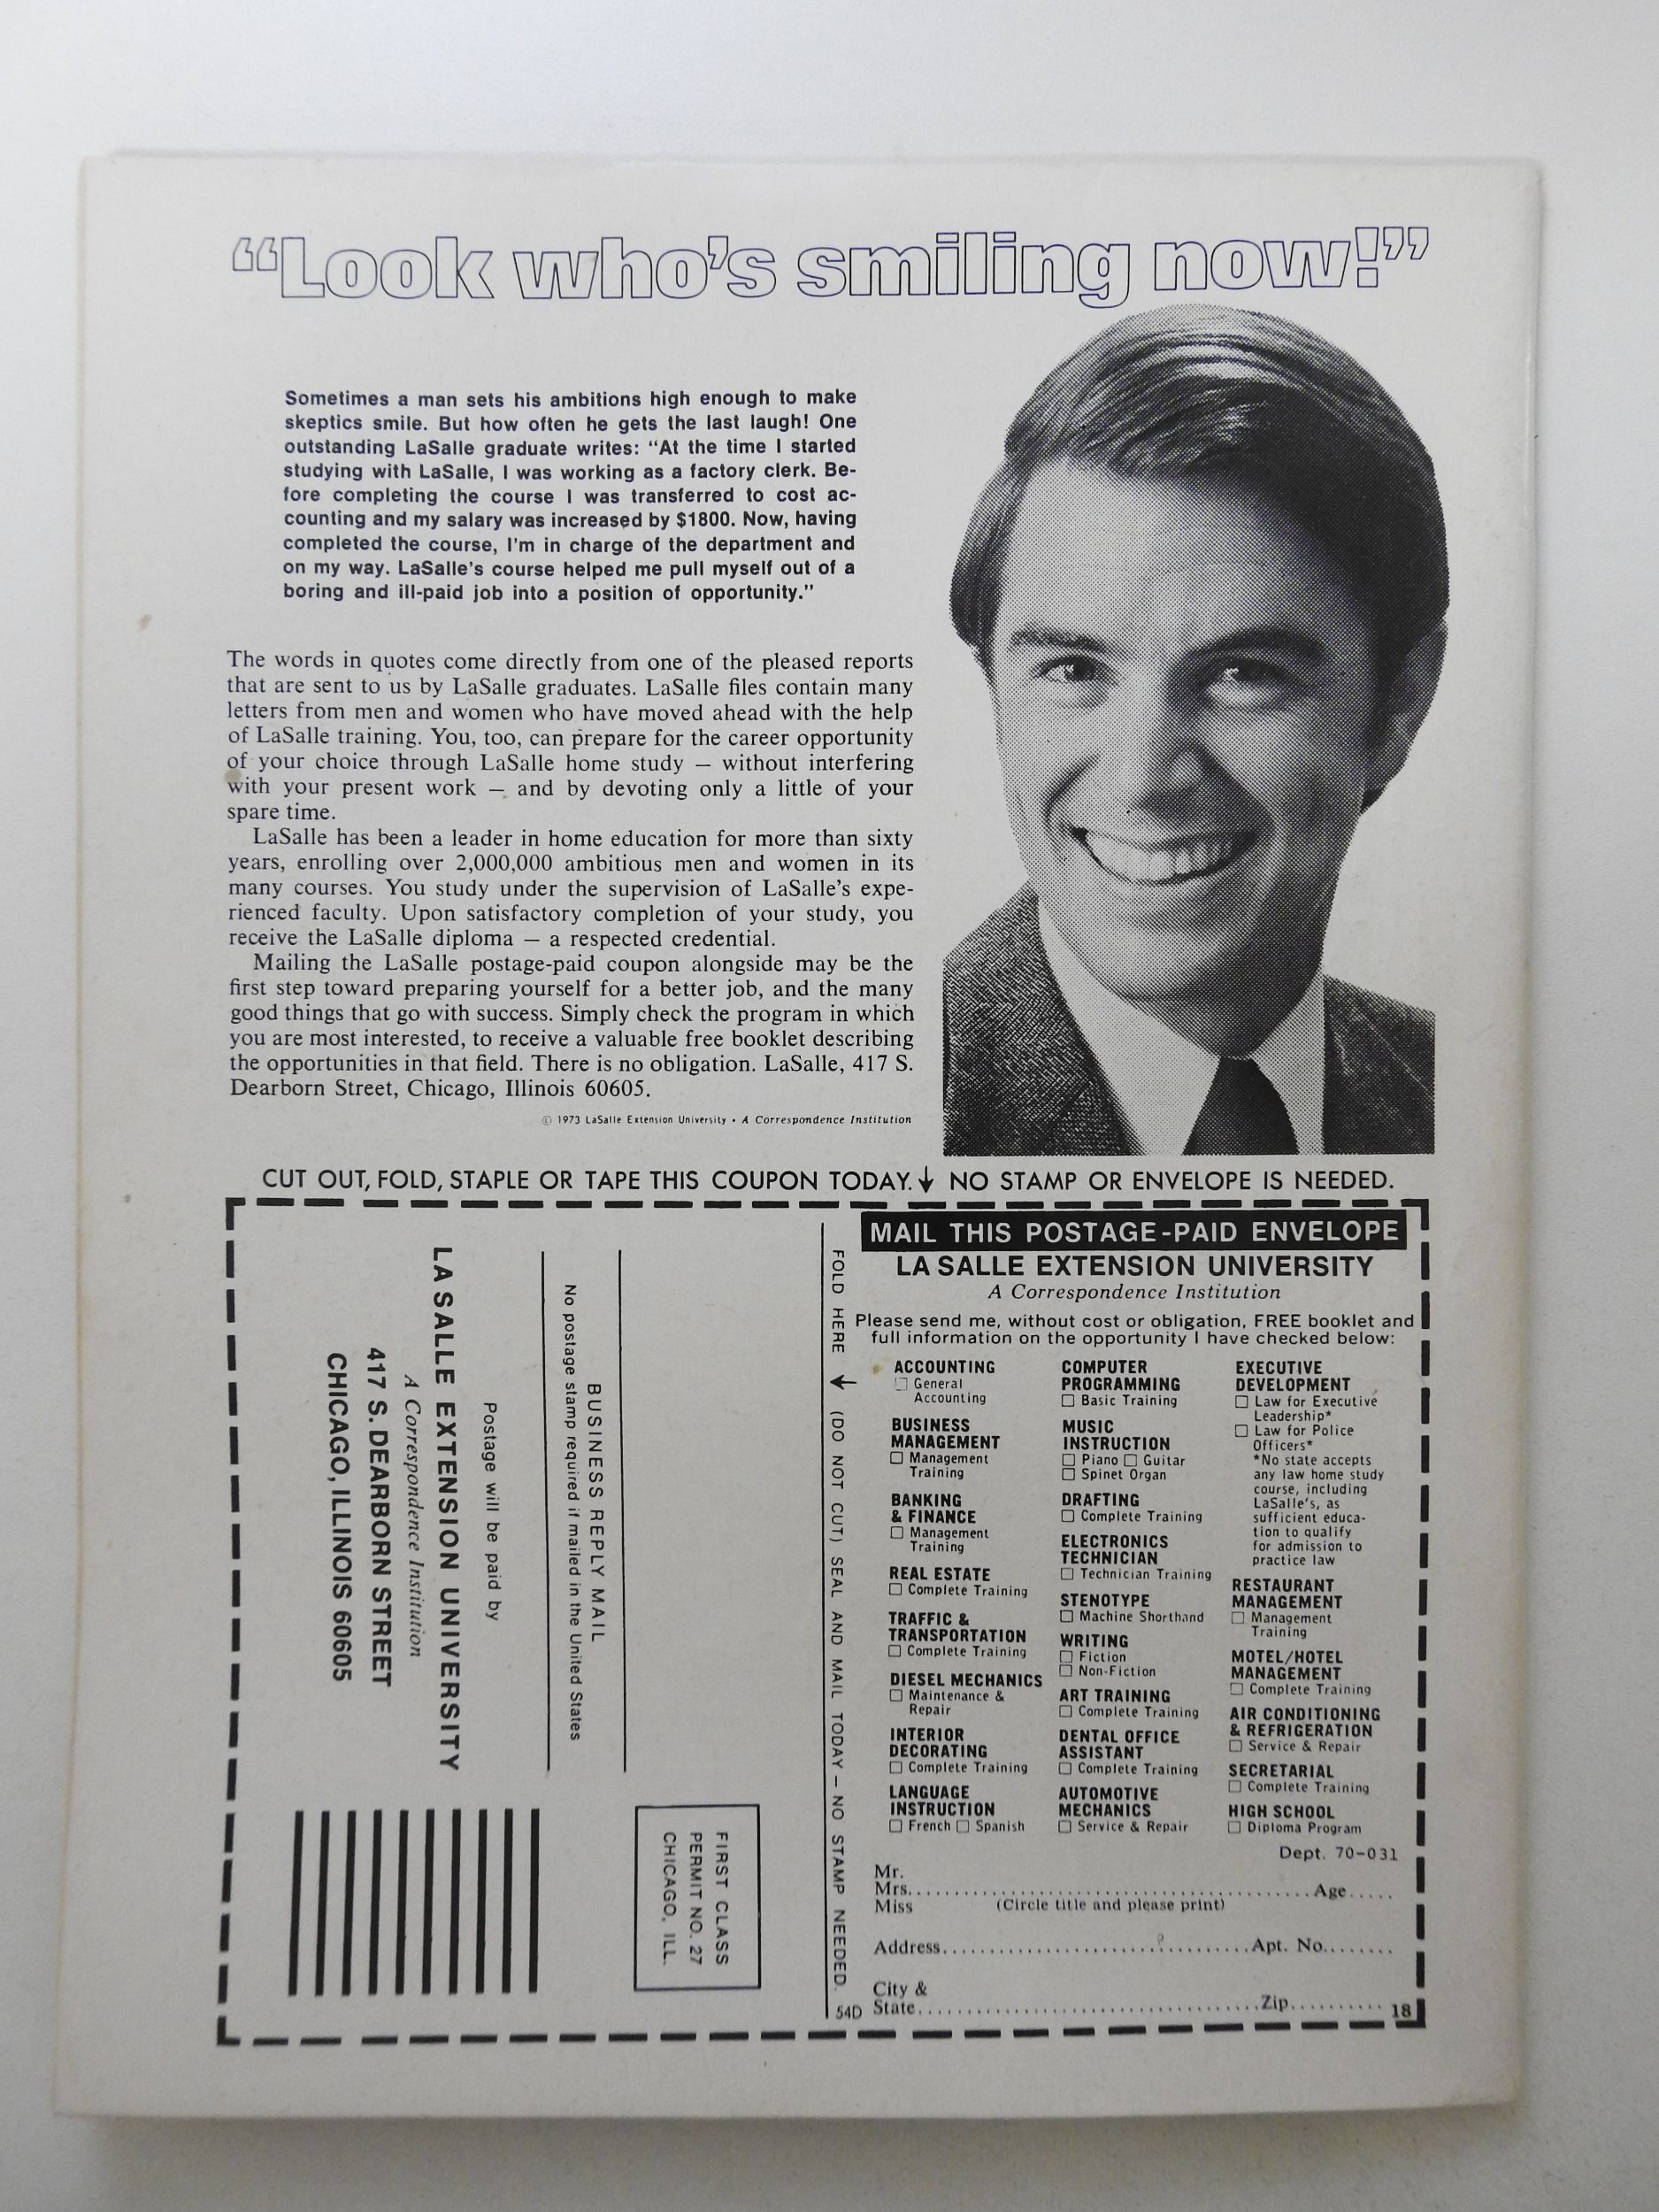 “Look who's smiling now!”
Sometimes a man sets his ambitions high enough to make
skeptics smile. But how often he gets the last laugh! One
outstanding LaSalle graduate writes: “At the time I started
studying with LaSalle, I was working as a factory clerk. Be-
fore completing the course I was transferred to cost ac-
counting and my salary was increased by $1800. Now, having
completed the course, I'm in charge of the department and
on my way. LaSalle's course helped me pull myself out of a
boring and ill-paid job into a position of opportunity.”
The words in quotes come directly from one of the pleased reports
that are sent to us by LaSalle graduates. LaSalle files contain many
letters from men and women who have moved ahead with the help
of LaSalle training. You, too, can prepare for the career opportunity
of your choice through LaSalle home study — without interfering
with your present work — and by devoting only a little of your
spare time.
LaSalle has been a leader in home education for more than sixty
years, enrolling over 2,000,000 ambitious men and women in its
many courses. You study under the supervision of LaSalle's expe-
rienced faculty. Upon satisfactory completion of your study, you
receive the LaSalle diploma — a respected credential.
Mailing the LaSalle postage-paid coupon alongside may be the
first step toward preparing yourself for a better job, and the many
good things that go with success. Simply check the program in which
you are most interested, to receive a valuable free booklet describing
the opportunities in that field. There is no obligation. LaSalle, 417 S.
Dearborn Street, Chicago, Illinois 60605.
© 1973 LaSalle Extension University • A Correspondence Institution
CUT OUT, FOLD, STAPLE OR TAPE THIS COUPON TODAY. ↓ NO STAMP OR ENVELOPE IS NEEDED.
FIRST CLASS
PERMIT NO. 27
CHICAGO, ILL.
BUSINESS REPLY MAIL
No postage stamp required if mailed in the United States
Postage will be paid by
LA SALLE EXTENSION UNIVERSITY
A Correspondence Institution
417 S. DEARBORN STREET
CHICAGO, ILLINOIS 60605
FOLD HERE ↓ (DO NOT CUT) SEAL AND MAIL TODAY — NO STAMP NEEDED.
54D
MAIL THIS POSTAGE-PAID ENVELOPE
LA SALLE EXTENSION UNIVERSITY
A Correspondence Institution
Please send me, without cost or obligation, FREE booklet and
full information on the opportunity I have checked below:
ACCOUNTING
☐ General
Accounting
BUSINESS
MANAGEMENT
☐ Management
Training
BANKING
& FINANCE
☐ Management
Training
REAL ESTATE
☐ Complete Training
TRAFFIC &
TRANSPORTATION
☐ Complete Training
DIESEL MECHANICS
☐ Maintenance &
Repair
INTERIOR
DECORATING
☐ Complete Training
LANGUAGE
INSTRUCTION
☐ French ☐ Spanish
COMPUTER
PROGRAMMING
☐ Basic Training
MUSIC
INSTRUCTION
☐ Piano ☐ Guitar
☐ Spinet Organ
DRAFTING
☐ Complete Training
ELECTRONICS
TECHNICIAN
☐ Technician Training
STENOTYPE
☐ Machine Shorthand
WRITING
☐ Fiction
☐ Non-Fiction
ART TRAINING
☐ Complete Training
DENTAL OFFICE
ASSISTANT
☐ Complete Training
AUTOMOTIVE
MECHANICS
☐ Service & Repair
EXECUTIVE
DEVELOPMENT
☐ Law for Executive
Leadership*
☐ Law for Police
Officers*
*No state accepts
any law home study
course, including
LaSalle's, as
sufficient educa-
tion to qualify
for admission to
practice law
RESTAURANT
MANAGEMENT
☐ Management
Training
MOTEL/HOTEL
MANAGEMENT
☐ Complete Training
AIR CONDITIONING
& REFRIGERATION
☐ Service & Repair
SECRETARIAL
☐ Complete Training
HIGH SCHOOL
☐ Diploma Program
Dept. 70-031
Mr.
Mrs.......... Age.....
Miss (Circle title and please print)
Address.......... Apt. No........
City &
State.......... Zip.......... 18